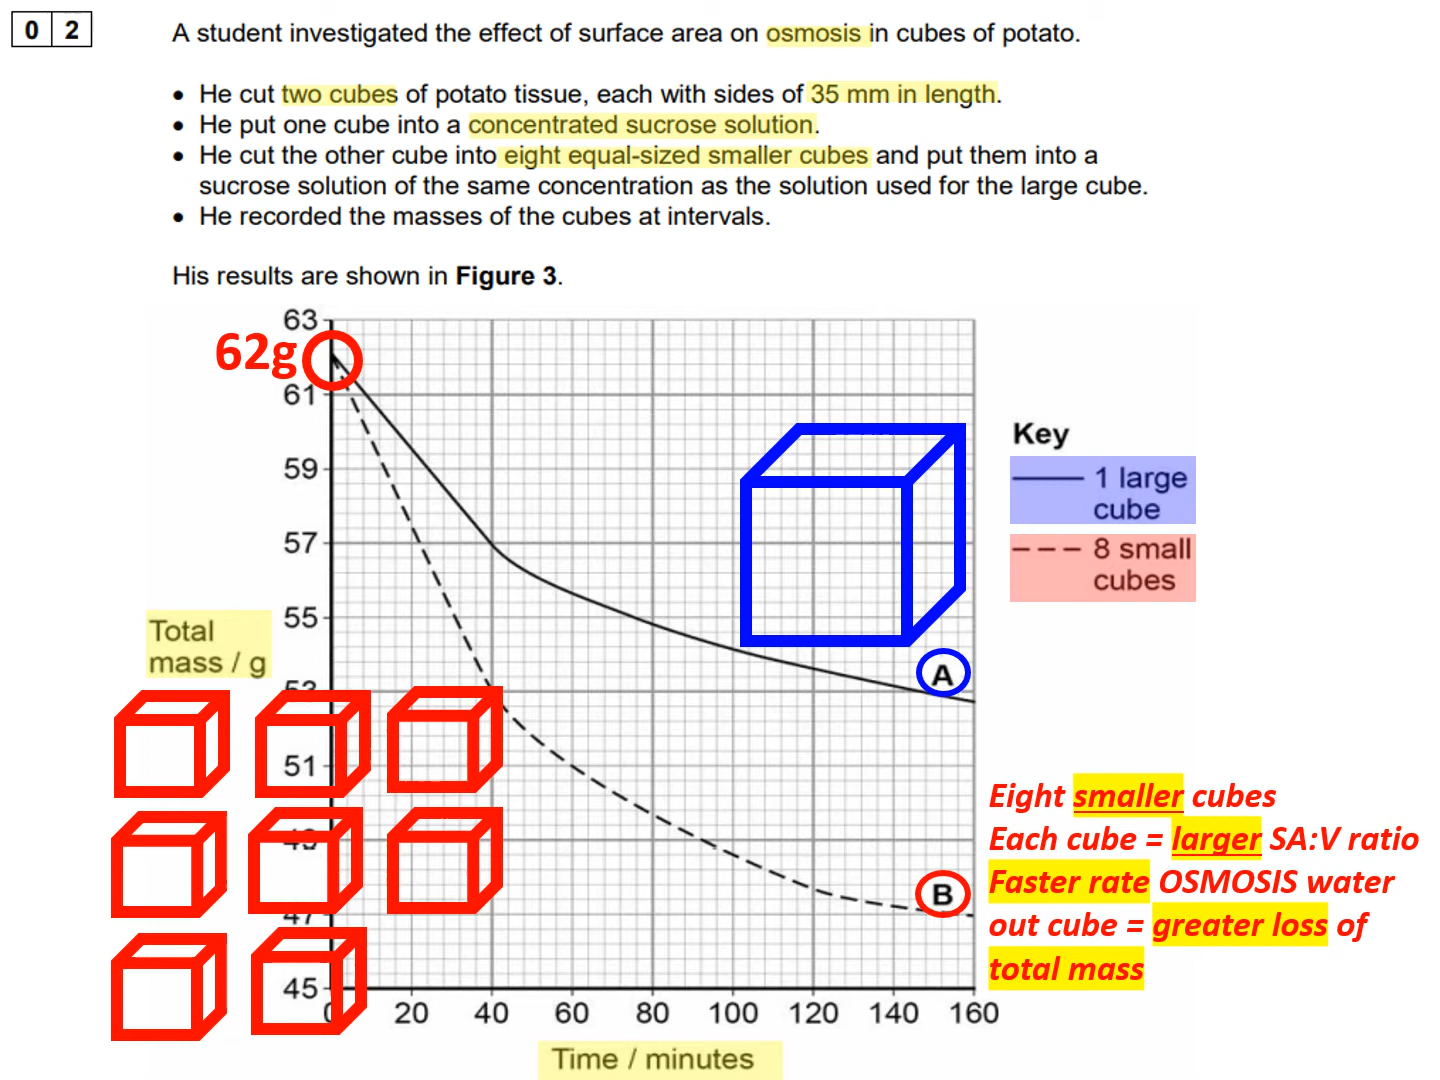 0 2
A student investigated the effect of surface area on osmosis in cubes of potato.
• He cut two cubes of potato tissue, each with sides of 35 mm in length.
• He put one cube into a concentrated sucrose solution.
• He cut the other cube into eight equal-sized smaller cubes and put them into a
sucrose solution of the same concentration as the solution used for the large cube.
• He recorded the masses of the cubes at intervals.
His results are shown in Figure 3.
63
62g
61
59
57
55
53
51
49
47
45
Total
mass / g
0 20 40 60 80 100 120 140 160
Time / minutes
A
B
Key
1 large
cube
8 small
cubes
Eight smaller cubes
Each cube = larger SA:V ratio
Faster rate OSMOSIS water
out cube = greater loss of
total mass